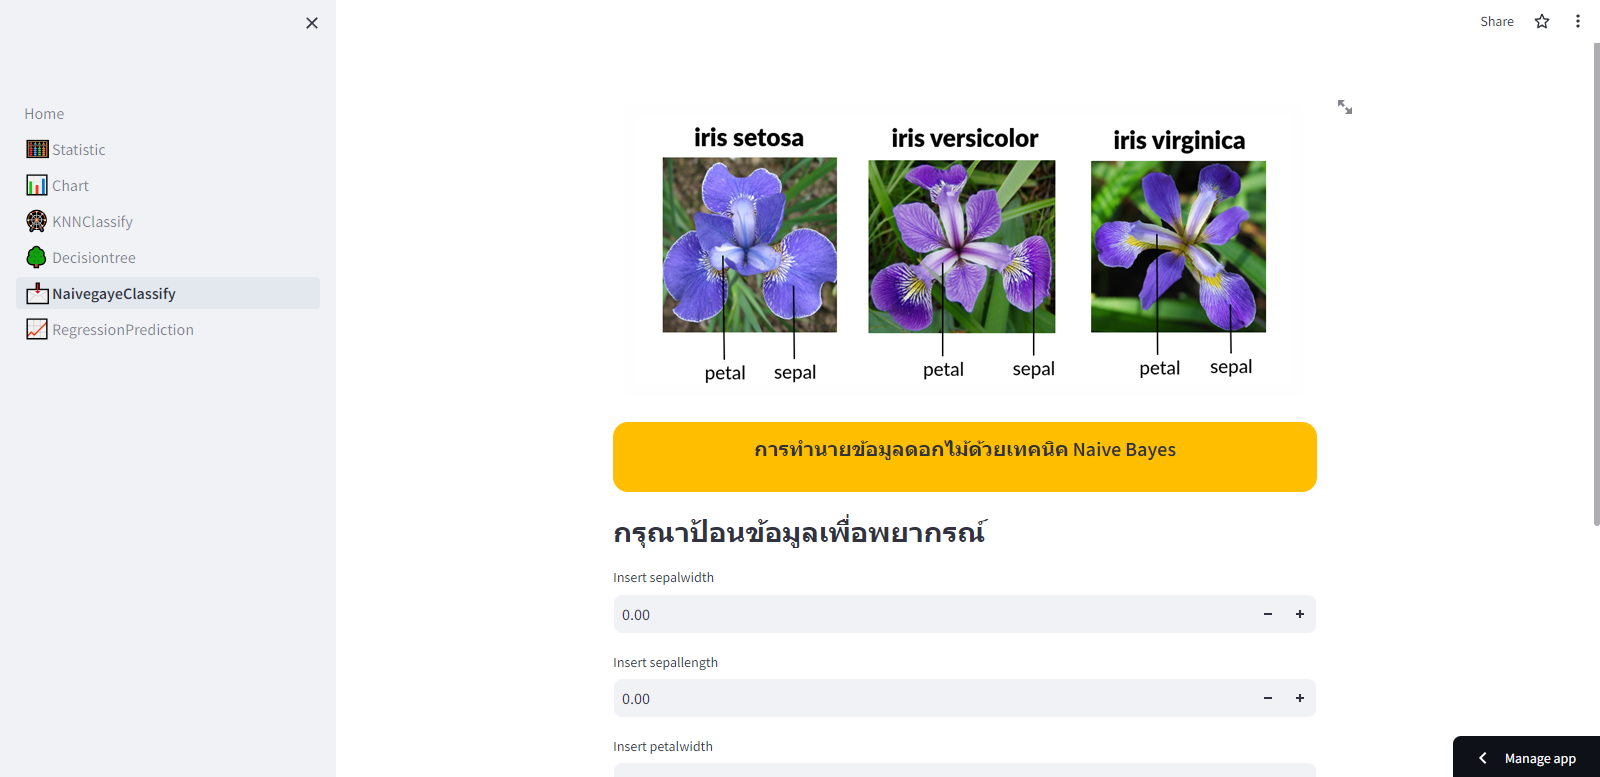 Share
Home
Statistic
Chart
KNNClassify
Decisiontree
NaivegayeClassify
RegressionPrediction
iris setosa
iris versicolor
iris virginica
petal
sepal
petal
sepal
petal
sepal
การทำนายข้อมูลดอกไม้ด้วยเทคนิค Naive Bayes
กรุณาป้อนข้อมูลเพื่อพยากรณ์
Insert sepalwidth
0.00
Insert sepallength
0.00
Insert petalwidth
Manage app